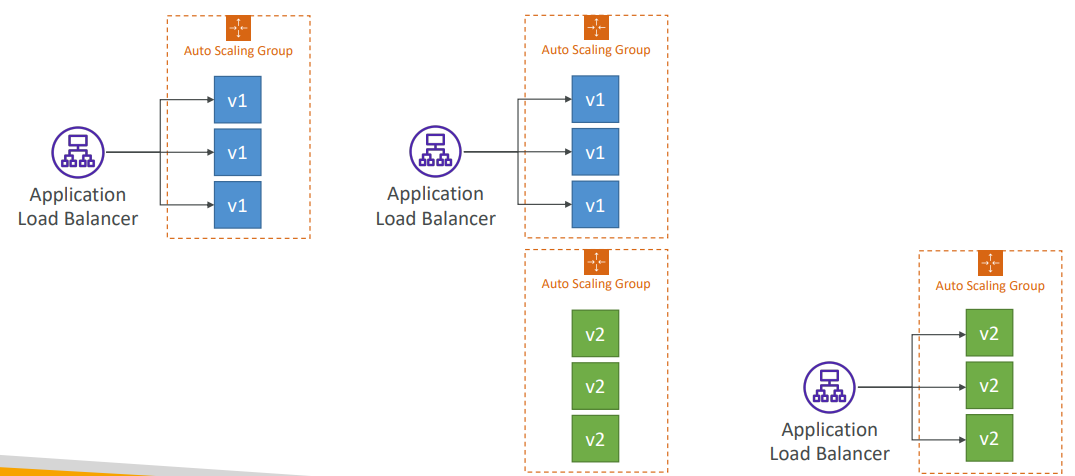 Auto Scaling Group
v1
v1
v1
Application
Load Balancer
Auto Scaling Group
v1
v1
v1
Application
Load Balancer
Auto Scaling Group
v2
v2
v2
Auto Scaling Group
v2
v2
v2
Application
Load Balancer